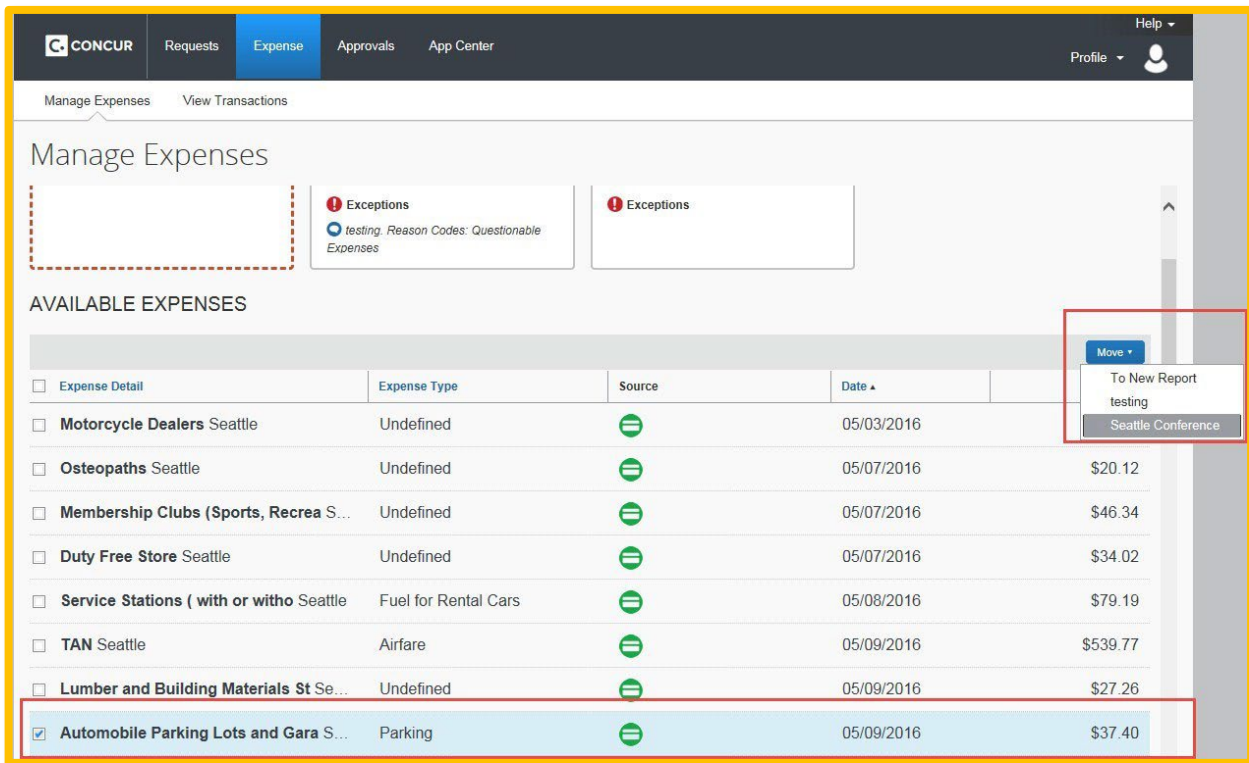 Help
C. CONCUR Requests Expense Approvals App Center
Profile
Manage Expenses View Transactions
Manage Expenses
Exceptions
testing. Reason Codes: Questionable
Expenses
Exceptions
AVAILABLE EXPENSES
Move
To New Report
testing
Seattle Conference
Expense Detail Expense Type Source Date
Motorcycle Dealers Seattle Undefined 05/03/2016
Osteopaths Seattle Undefined 05/07/2016 $20.12
Membership Clubs (Sports, Recrea S... Undefined 05/07/2016 $46.34
Duty Free Store Seattle Undefined 05/07/2016 $34.02
Service Stations ( with or witho Seattle Fuel for Rental Cars 05/08/2016 $79.19
TAN Seattle Airfare 05/09/2016 $539.77
Lumber and Building Materials St Se... Undefined 05/09/2016 $27.26
Automobile Parking Lots and Gara S... Parking 05/09/2016 $37.40